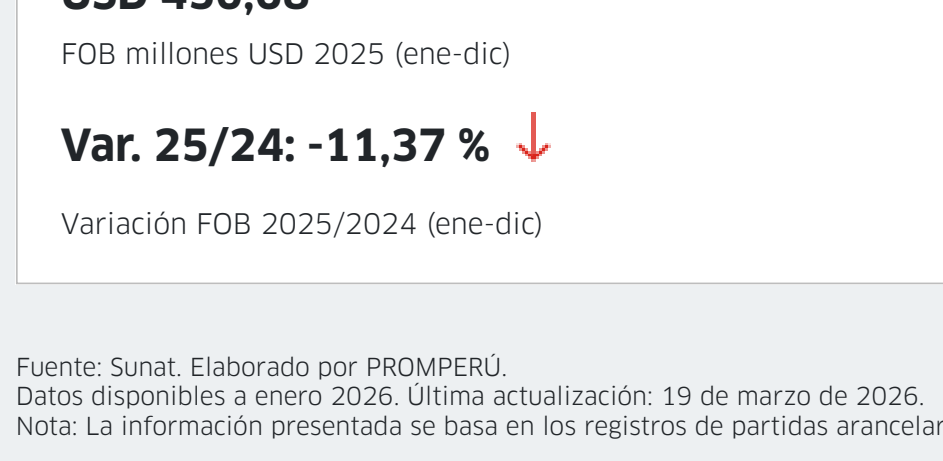 FOB millones USD 2025 (ene-dic)
Var. 25/24: -11,37 %
Variación FOB 2025/2024 (ene-dic)
Fuente: Sunat. Elaborado por PROMPERÚ.
Datos disponibles a enero 2026. Última actualización: 19 de marzo de 2026.
Nota: La información presentada se basa en los registros de partidas